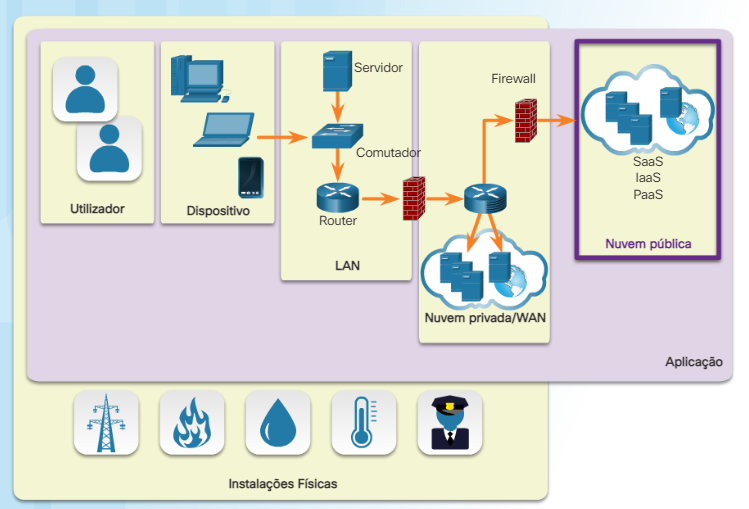 Utilizador
Dispositivo
Servidor
Comutador
Router
LAN
Firewall
Nuvem privada/WAN
SaaS
IaaS
PaaS
Nuvem pública
Aplicação
Instalações Físicas